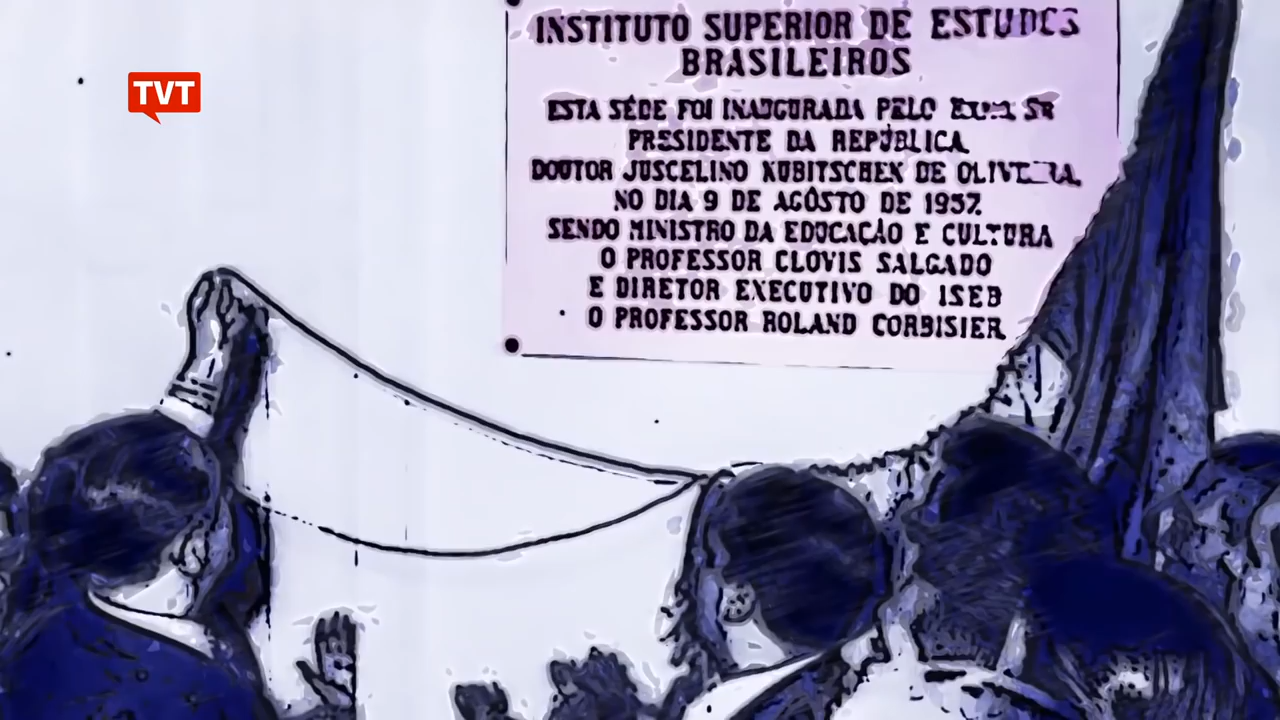 TVT
INSTITUTO SUPERIOR DE ESTUDOS
BRASILEIROS
ESTA SÉDE FOI INAUGURADA PELO SR
PRESIDENTE DA REPÚBLICA
DOUTOR JUSCELINO KUBITSCHEK DE OLIVEIRA,
NO DIA 9 DE AGÔSTO DE 1957,
SENDO MINISTRO DA EDUCAÇÃO E CULTURA
O PROFESSOR CLOVIS SALGADO
E DIRETOR EXECUTIVO DO ISEB
O PROFESSOR ROLAND CORBISIER